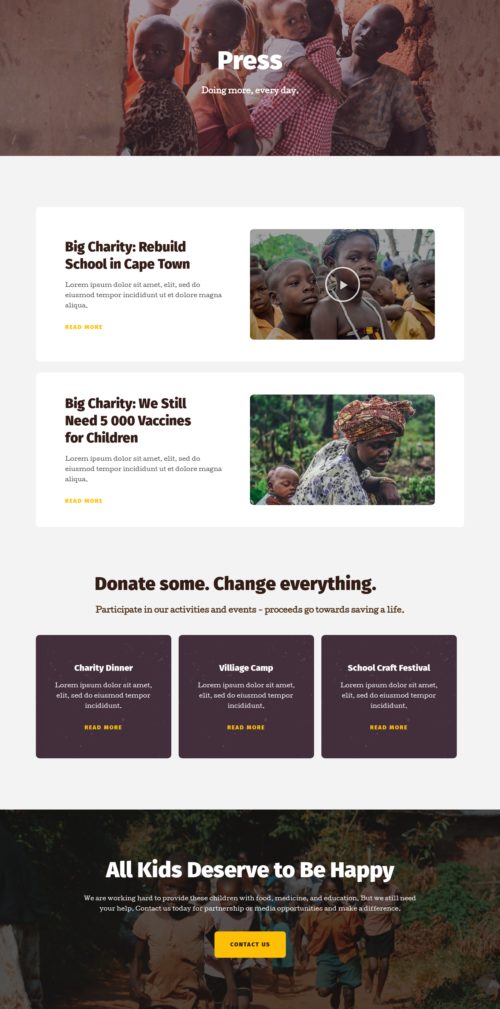 Press
Doing more, every day.
Big Charity: Rebuild
School in Cape Town
Lorem ipsum dolor sit amet, elit, sed do
eiusmod tempor incididunt ut et dolore magna
aliqua.
READ MORE
Big Charity: We Still
Need 5 000 Vaccines
for Children
Lorem ipsum dolor sit amet, elit, sed do
eiusmod tempor incididunt ut et dolore magna
aliqua.
READ MORE
Donate some. Change everything.
Participate in our activities and events – proceeds go towards saving a life.
Charity Dinner
Lorem ipsum dolor sit amet,
elit, sed do eiusmod tempor
incididunt.
READ MORE
Villiage Camp
Lorem ipsum dolor sit amet,
elit, sed do eiusmod tempor
incididunt.
READ MORE
School Craft Festival
Lorem ipsum dolor sit amet,
elit, sed do eiusmod tempor
incididunt.
READ MORE
All Kids Deserve to Be Happy
We are working hard to provide these children with food, medicine, and education. But we still need
your help. Contact us today for partnership or media opportunities and make a difference.
CONTACT US